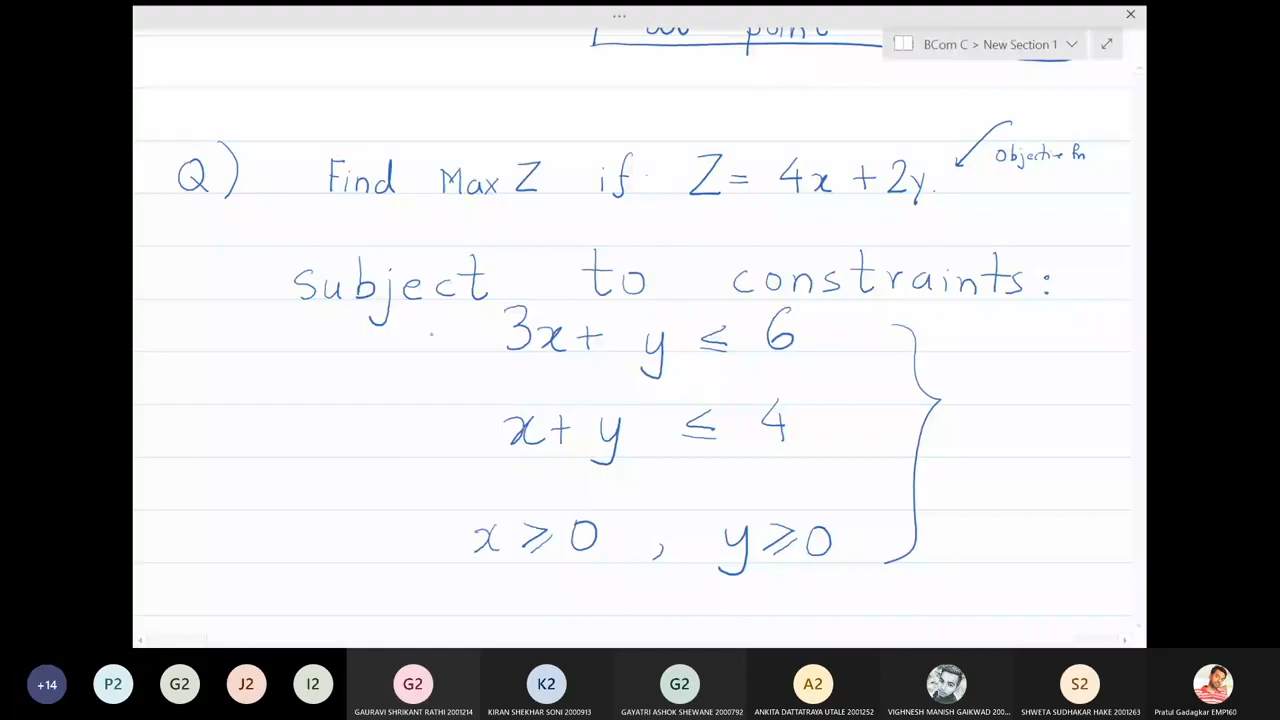 BCom C > New Section 1
Q) Find Max Z if Z = 4x + 2y.
Objective fn
subject to constraints:
3x + y ≤ 6
x + y ≤ 4
x ≥ 0 , y ≥ 0
+14 P2 G2 J2 I2 G2 K2 G2 A2 S2
GAURAVI SHRIKANT RATHI 2001214 KIRAN SHEKHAR SONI 2000913 GAYATRI ASHOK SHEWANE 2000792 ANKITA DATTATRAYA UTALE 2001252 VIGHNESH MANISH GAIKWAD 200... SHWETA SUDHAKAR HAKE 2001263 Pratul Gadagkar EMP160